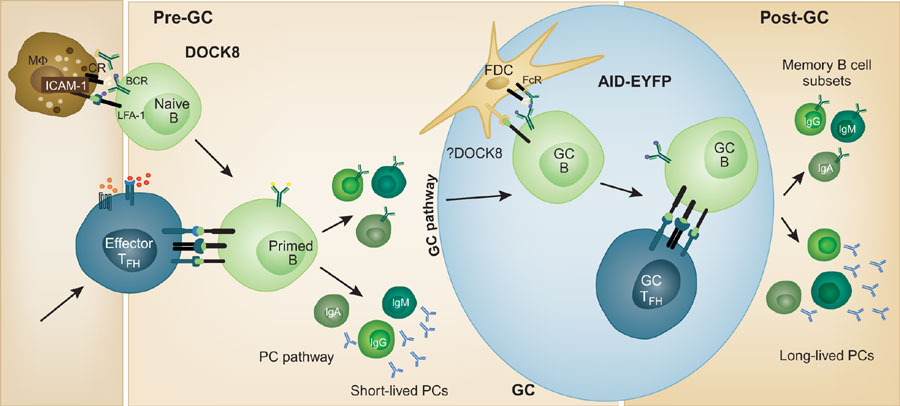 Pre-GC
Post-GC
DOCK8
MΦ
CR
BCR
ICAM-1
LFA-1
Naive
B
FDC
FcR
AID-EYFP
Memory B cell
subsets
IgG
IgM
IgA
?DOCK8
GC
B
GC
B
GC pathway
Effector
TFH
Primed
B
GC
TFH
IgA
IgM
IgG
PC pathway
Short-lived PCs
GC
Long-lived PCs